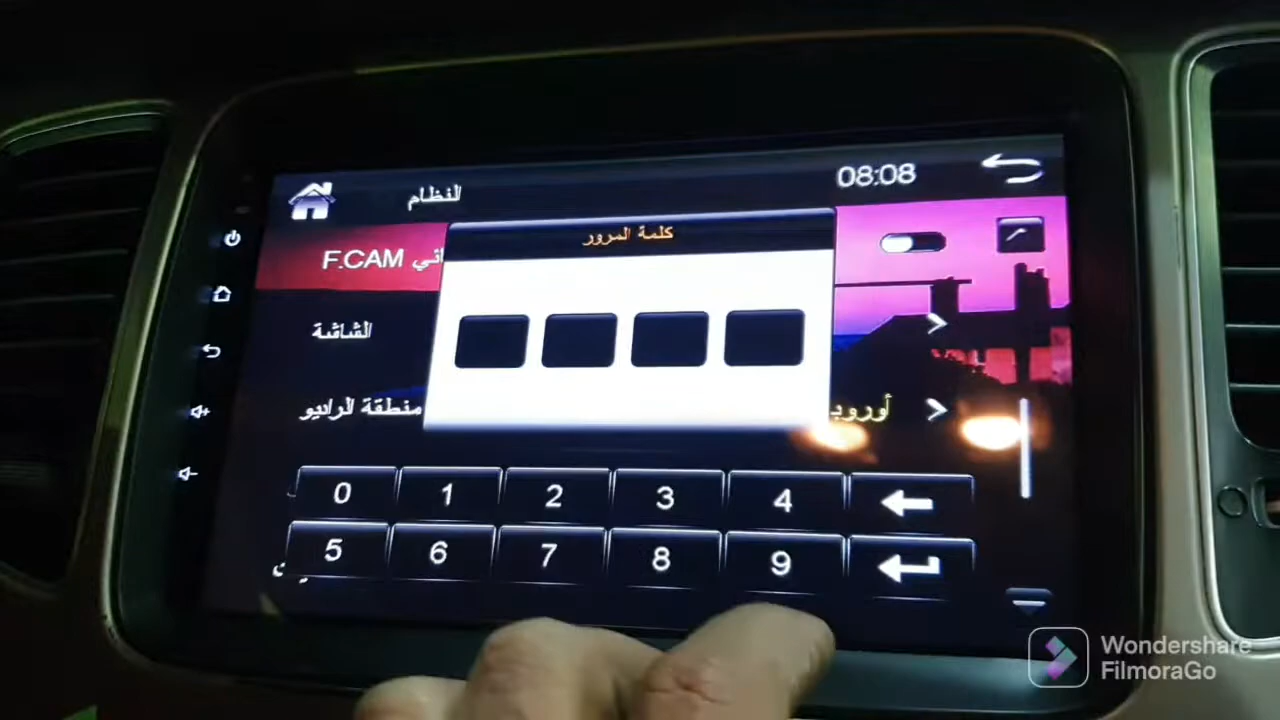 النظام
08:08
كلمة المرور
F.CAM
الشاشة
منطقة الراديو
0 1 2 3 4
5 6 7 8 9
Wondershare
FilmoraGo